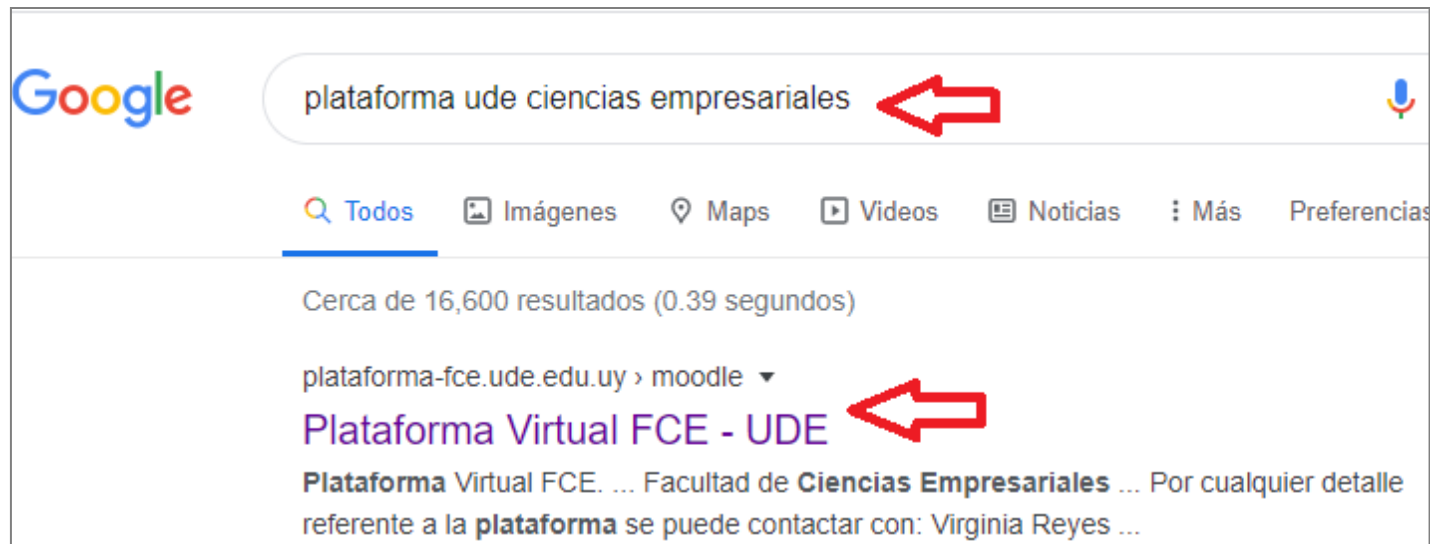 Google
plataforma ude ciencias empresariales
Todos Imágenes Maps Videos Noticias Más Preferencias
Cerca de 16,600 resultados (0.39 segundos)
plataforma-fce.ude.edu.uy › moodle
Plataforma Virtual FCE - UDE
Plataforma Virtual FCE. ... Facultad de Ciencias Empresariales ... Por cualquier detalle
referente a la plataforma se puede contactar con: Virginia Reyes ...